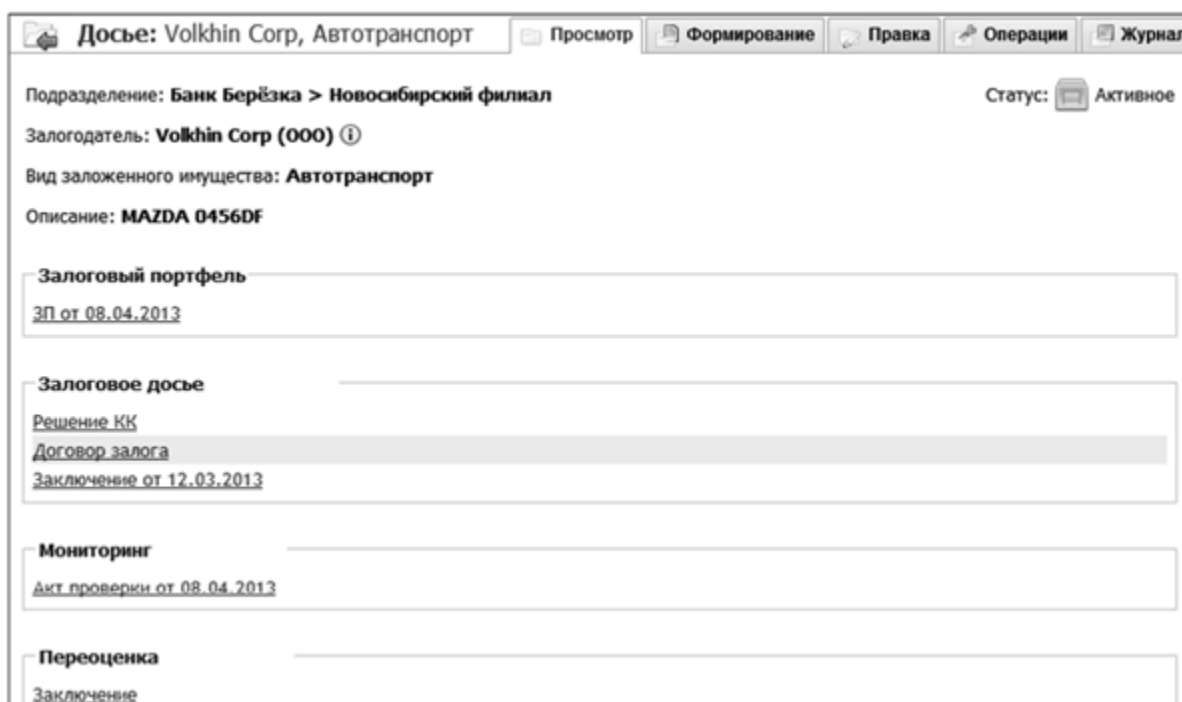 Досье: Volkhin Corp, Автотранспорт Просмотр Формирование Правка Операции Журнал
Подразделение: Банк Берёзка > Новосибирский филиал Статус: Активное
Залогодатель: Volkhin Corp (ООО)
Вид заложенного имущества: Автотранспорт
Описание: MAZDA 0456DF
Залоговый портфель
ЗП от 08.04.2013
Залоговое досье
Решение КК
Договор залога
Заключение от 12.03.2013
Мониторинг
Акт проверки от 08.04.2013
Переоценка
Заключение